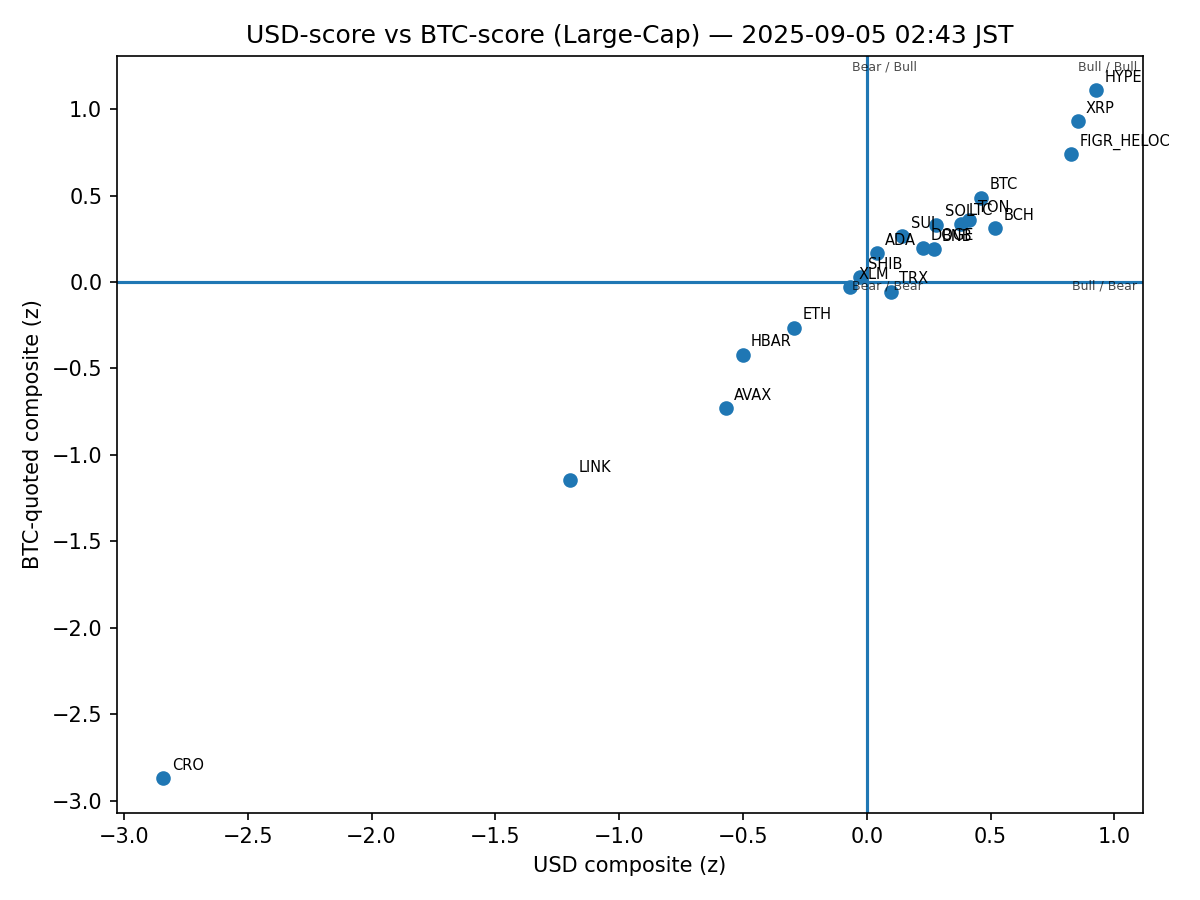 USD-score vs BTC-score (Large-Cap) — 2025-09-05 02:43 JST
Bear / Bull
Bull / Bull
HYPE
XRP
FIGR_HELOC
BTC
SOL
LTC
TON
BCH
SUI
DOGE
BNB
ADA
SHIB
XLM
TRX
Bear / Bear
Bull / Bear
ETH
HBAR
AVAX
LINK
CRO
1.0
0.5
0.0
−0.5
−1.0
−1.5
−2.0
−2.5
−3.0
BTC-quoted composite (z)
−3.0
−2.5
−2.0
−1.5
−1.0
−0.5
0.0
0.5
1.0
USD composite (z)